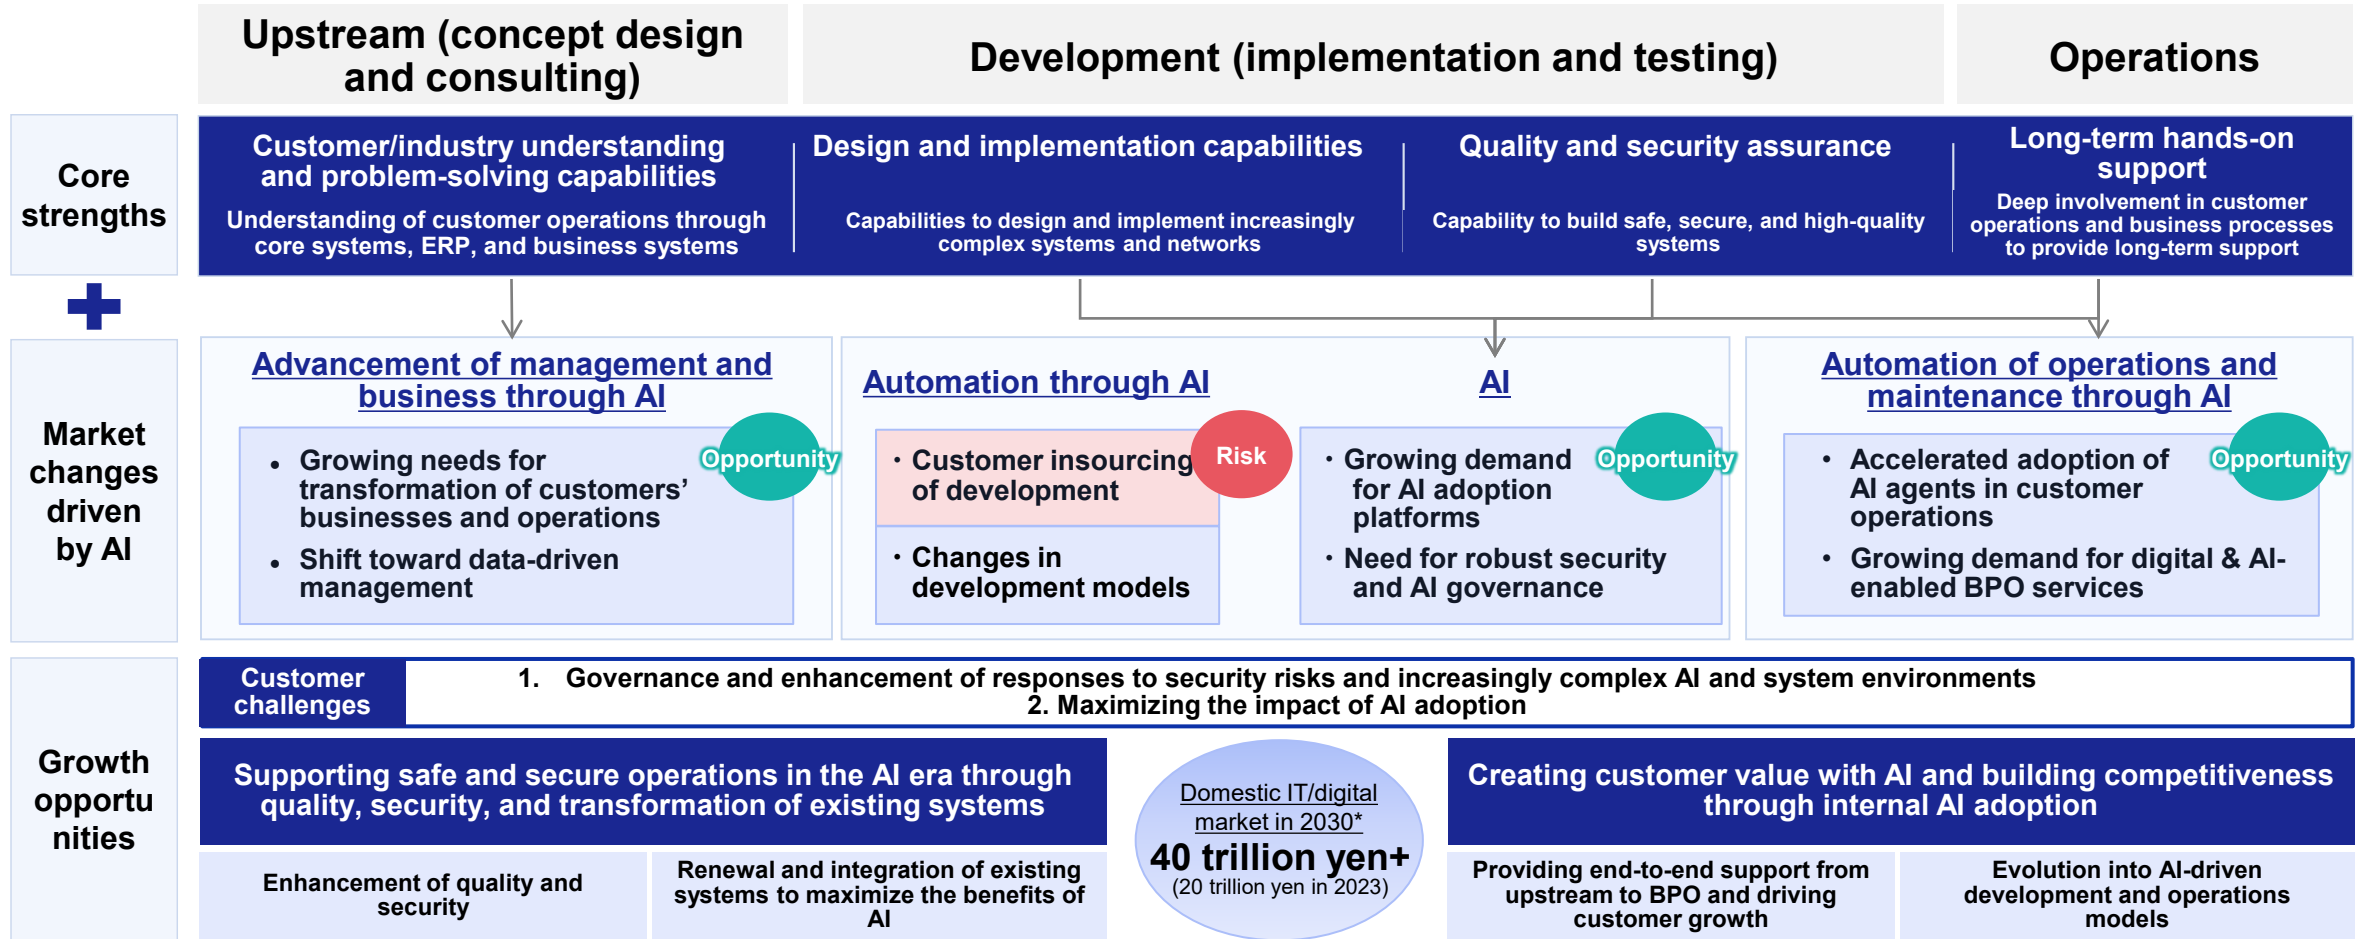 Upstream (concept design
and consulting)
Development (implementation and testing)
Operations
Core
strengths
Customer/industry understanding
and problem-solving capabilities
Understanding of customer operations through
core systems, ERP, and business systems
Design and implementation capabilities
Capabilities to design and implement increasingly
complex systems and networks
Quality and security assurance
Capability to build safe, secure, and high-quality
systems
Long-term hands-on
support
Deep involvement in customer
operations and business processes
to provide long-term support
Market
changes
driven
by AI
Advancement of management and
business through AI
Opportunity
• Growing needs for
transformation of customers’
businesses and operations
• Shift toward data-driven
management
Automation through AI
Risk
・Customer insourcing
of development
・Changes in
development models
AI
Opportunity
・Growing demand
for AI adoption
platforms
・Need for robust security
and AI governance
Automation of operations and
maintenance through AI
Opportunity
• Accelerated adoption of
AI agents in customer
operations
• Growing demand for digital & AI-
enabled BPO services
Growth
opportu
nities
Customer
challenges
1. Governance and enhancement of responses to security risks and increasingly complex AI and system environments
2. Maximizing the impact of AI adoption
Supporting safe and secure operations in the AI era through
quality, security, and transformation of existing systems
Enhancement of quality and
security
Renewal and integration of existing
systems to maximize the benefits of
AI
Domestic IT/digital
market in 2030*
40 trillion yen+
(20 trillion yen in 2023)
Creating customer value with AI and building competitiveness
through internal AI adoption
Providing end-to-end support from
upstream to BPO and driving
customer growth
Evolution into AI-driven
development and operations
models